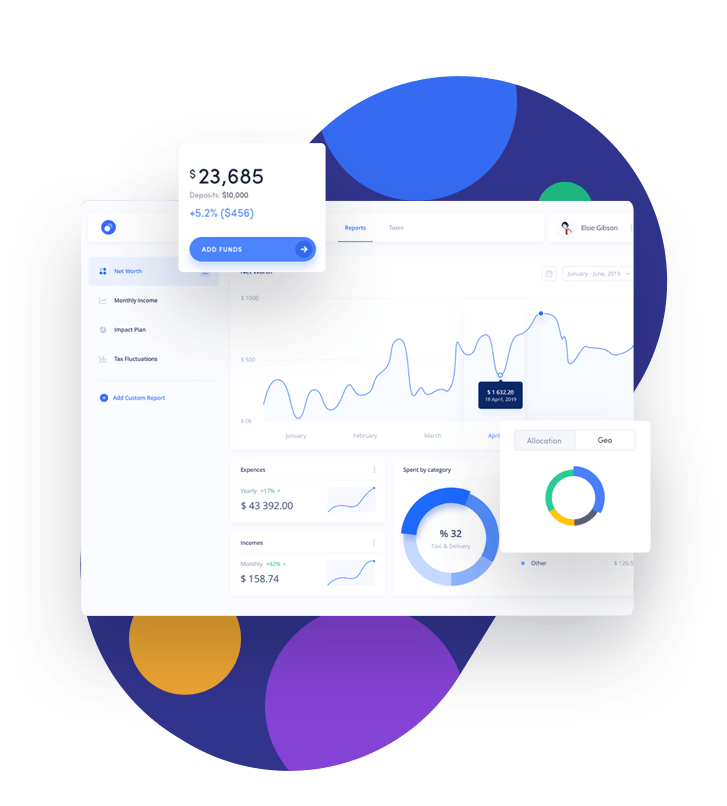 $ 23,685
Deposits: $10,000
+5.2% ($456)
ADD FUNDS
Reports
Taxes
Elsie Gibson
Net Worth
Monthly Income
Impact Plan
Tax Fluctuations
Add Custom Report
Net Worth
Junuary - June, 2019
$ 1000
$ 500
$ 0k
$ 1 632.20
19 April, 2019
Junuary
February
March
April
Expences
Yearly +17%
$ 43 392.00
Incomes
Monthly +42%
$ 158.74
Spent by category
% 32
Taxi & Delivery
Allocation
Geo
Other
$ 126.5